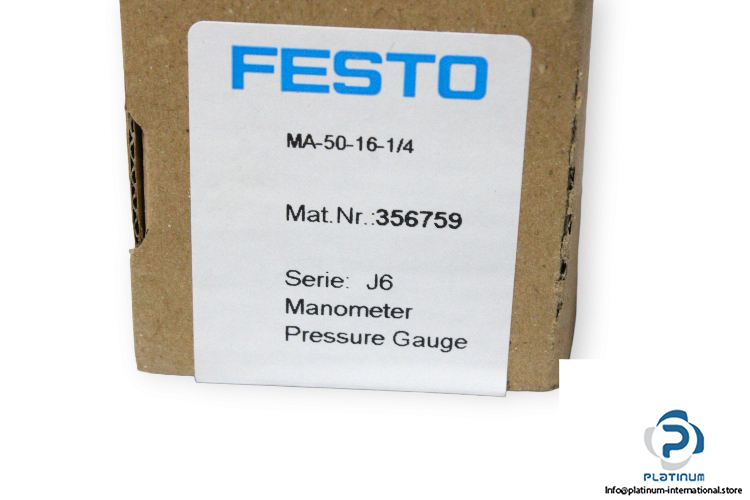 FESTO
MA-50-16-1/4
Mat.Nr.:356759
Serie: J6
Manometer
Pressure Gauge
PLATINUM
Info@platinum-international.store